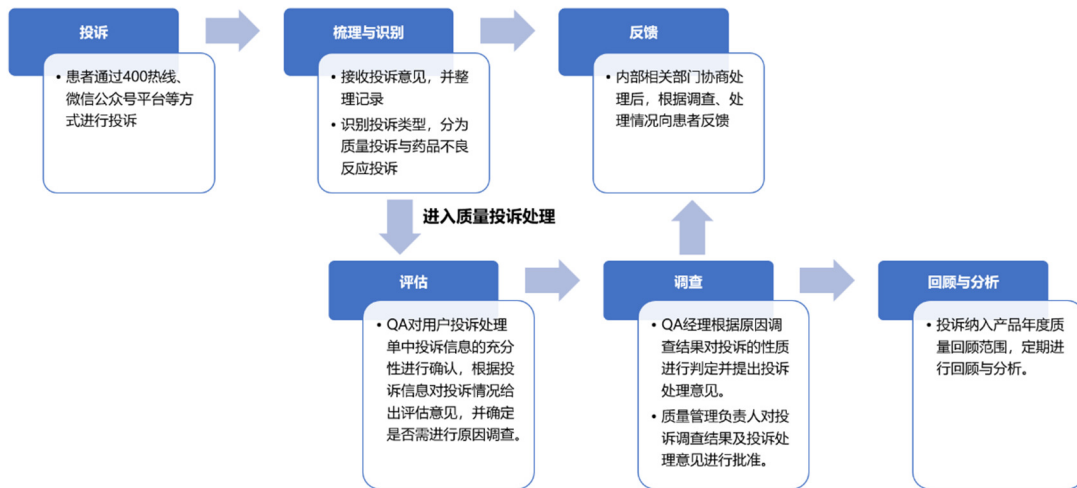 投诉
• 患者通过400热线、
微信公众号平台等方
式进行投诉
梳理与识别
• 接收投诉意见，并整
理记录
• 识别投诉类型，分为
质量投诉与药品不良
反应投诉
反馈
• 内部相关部门协商处
理后，根据调查、处
理情况向患者反馈
进入质量投诉处理
评估
• QA对用户投诉处理
单中投诉信息的充分
性进行确认，根据投
诉信息对投诉情况给
出评估意见，并确定
是否需进行原因调查。
调查
• QA经理根据原因调
查结果对投诉的性质
进行判定并提出投诉
处理意见。
• 质量管理负责人对投
诉调查结果及投诉处
理意见进行批准。
回顾与分析
• 投诉纳入产品年度质
量回顾范围，定期进
行回顾与分析。